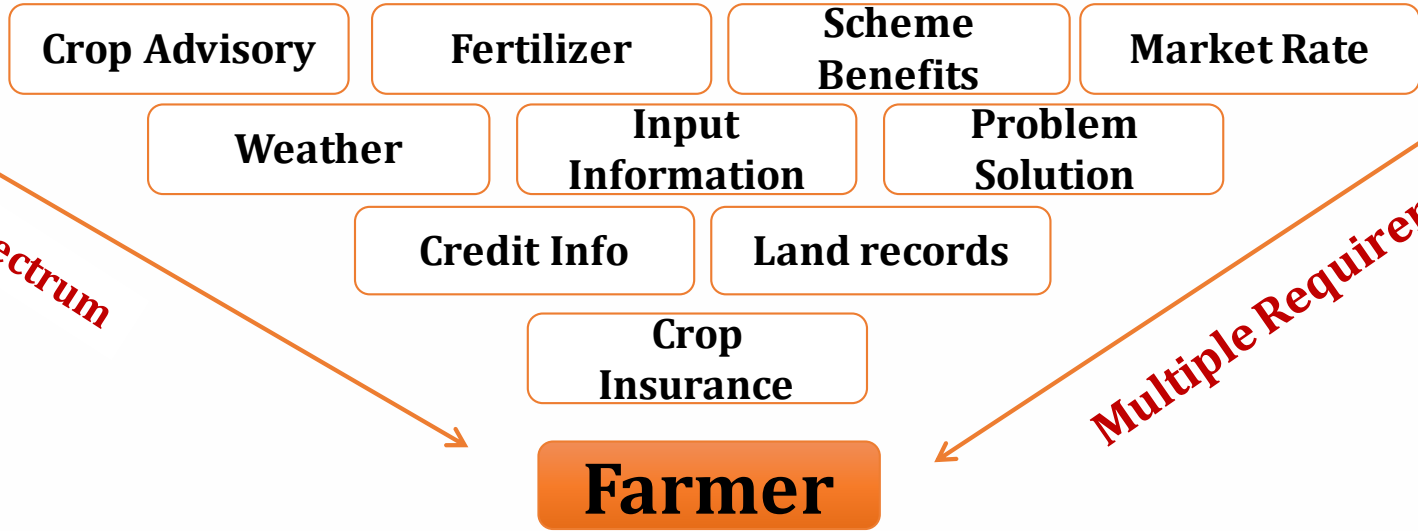 Crop Advisory
Fertilizer
Scheme
Benefits
Market Rate
Weather
Input
Information
Problem
Solution
Credit Info
Land records
Crop
Insurance
Multiple
Farmer